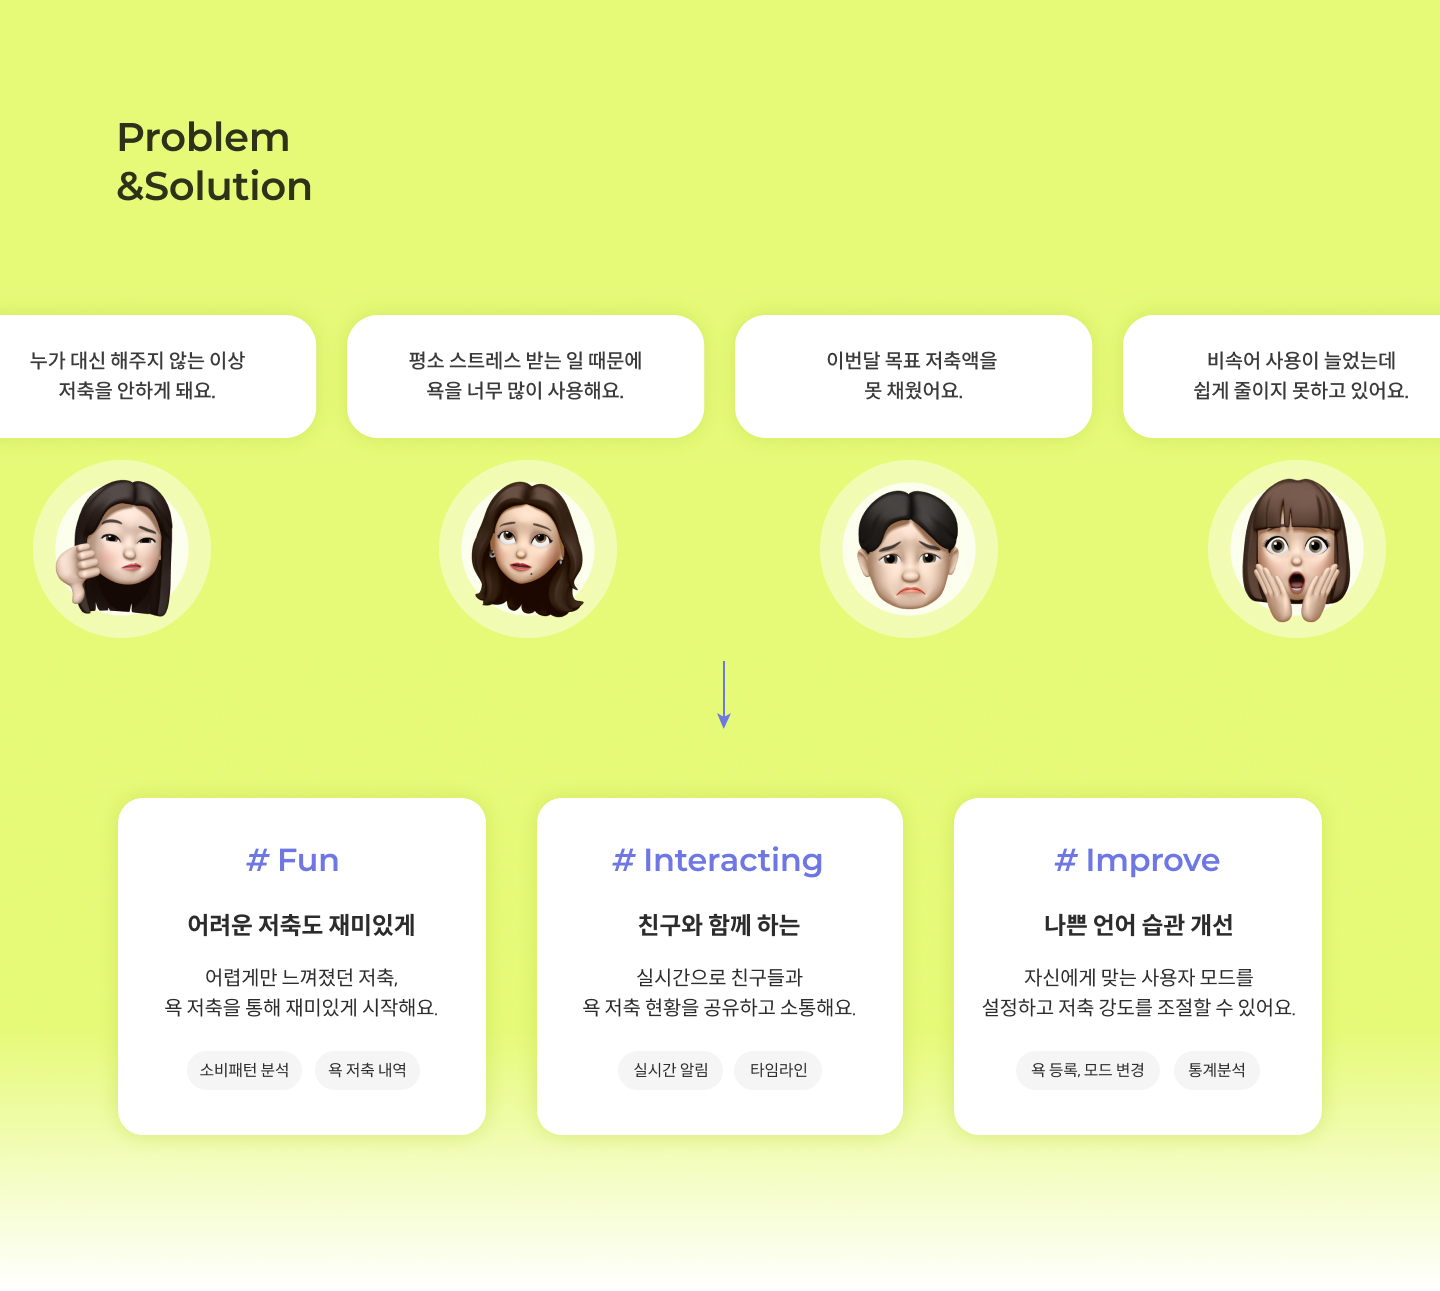 Problem
&Solution
누가 대신 해주지 않는 이상
저축을 안하게 돼요.
평소 스트레스 받는 일 때문에
욕을 너무 많이 사용해요.
이번달 목표 저축액을
못 채웠어요.
비속어 사용이 늘었는데
쉽게 줄이지 못하고 있어요.
# Fun
어려운 저축도 재미있게
어렵게만 느껴졌던 저축,
욕 저축을 통해 재미있게 시작해요.
소비패턴 분석
욕 저축 내역
# Interacting
친구와 함께 하는
실시간으로 친구들과
욕 저축 현황을 공유하고 소통해요.
실시간 알림
타임라인
# Improve
나쁜 언어 습관 개선
자신에게 맞는 사용자 모드를
설정하고 저축 강도를 조절할 수 있어요.
욕 등록, 모드 변경
통계분석